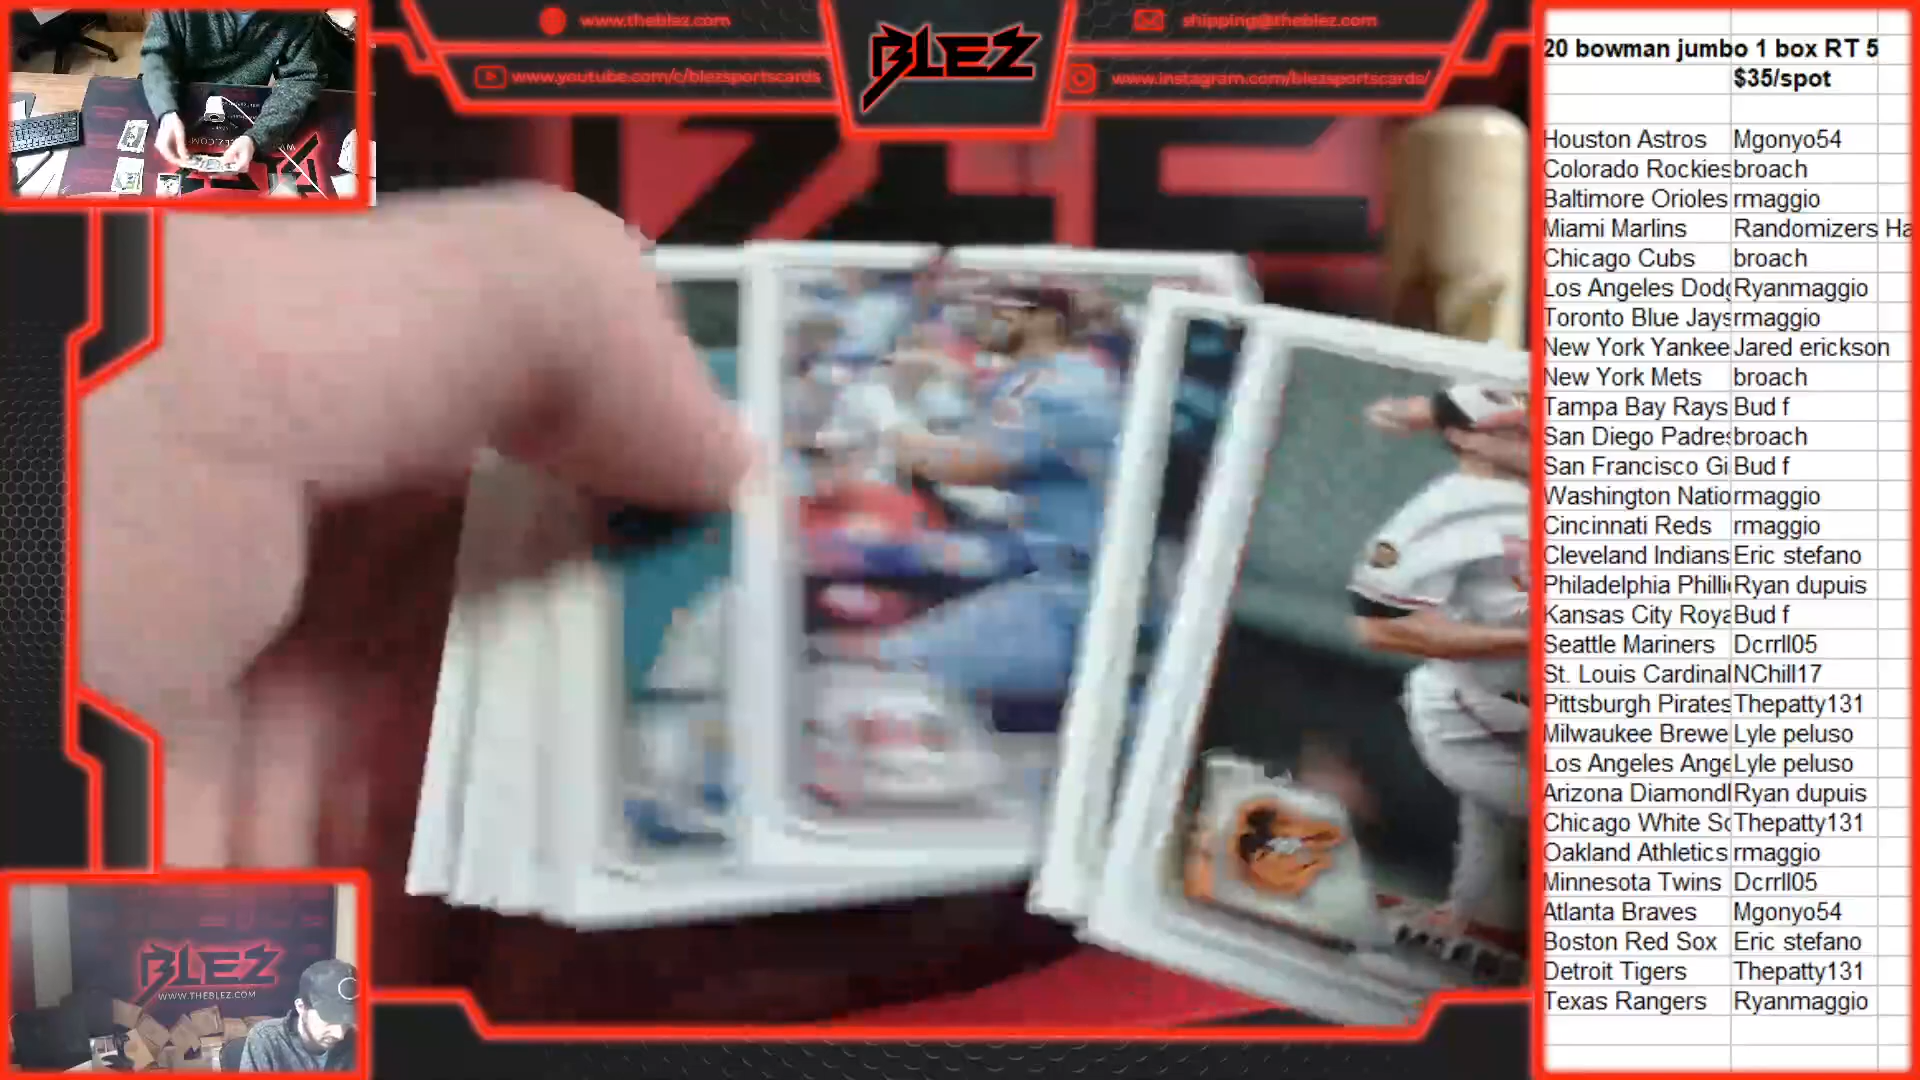 www.theblez.com
shipping@theblez.com
BLEZ
www.youtube.com/c/blezsportscards
www.instagram.com/blezsportscards/
20 bowman jumbo 1 box RT 5
$35/spot
Houston Astros Mgonyo54
Colorado Rockies broach
Baltimore Orioles rmaggio
Miami Marlins Randomizers Ha
Chicago Cubs broach
Los Angeles Dodg Ryanmaggio
Toronto Blue Jays rmaggio
New York Yankee Jared erickson
New York Mets broach
Tampa Bay Rays Bud f
San Diego Padres broach
San Francisco Gi Bud f
Washington Natio rmaggio
Cincinnati Reds rmaggio
Cleveland Indians Eric stefano
Philadelphia Philli Ryan dupuis
Kansas City Roya Bud f
Seattle Mariners Dcrrll05
St. Louis Cardinal NChill17
Pittsburgh Pirates Thepatty131
Milwaukee Brewe Lyle peluso
Los Angeles Ange Lyle peluso
Arizona Diamond Ryan dupuis
Chicago White So Thepatty131
Oakland Athletics rmaggio
Minnesota Twins Dcrrll05
Atlanta Braves Mgonyo54
Boston Red Sox Eric stefano
Detroit Tigers Thepatty131
Texas Rangers Ryanmaggio
BLEZ
WWW.THEBLEZ.COM